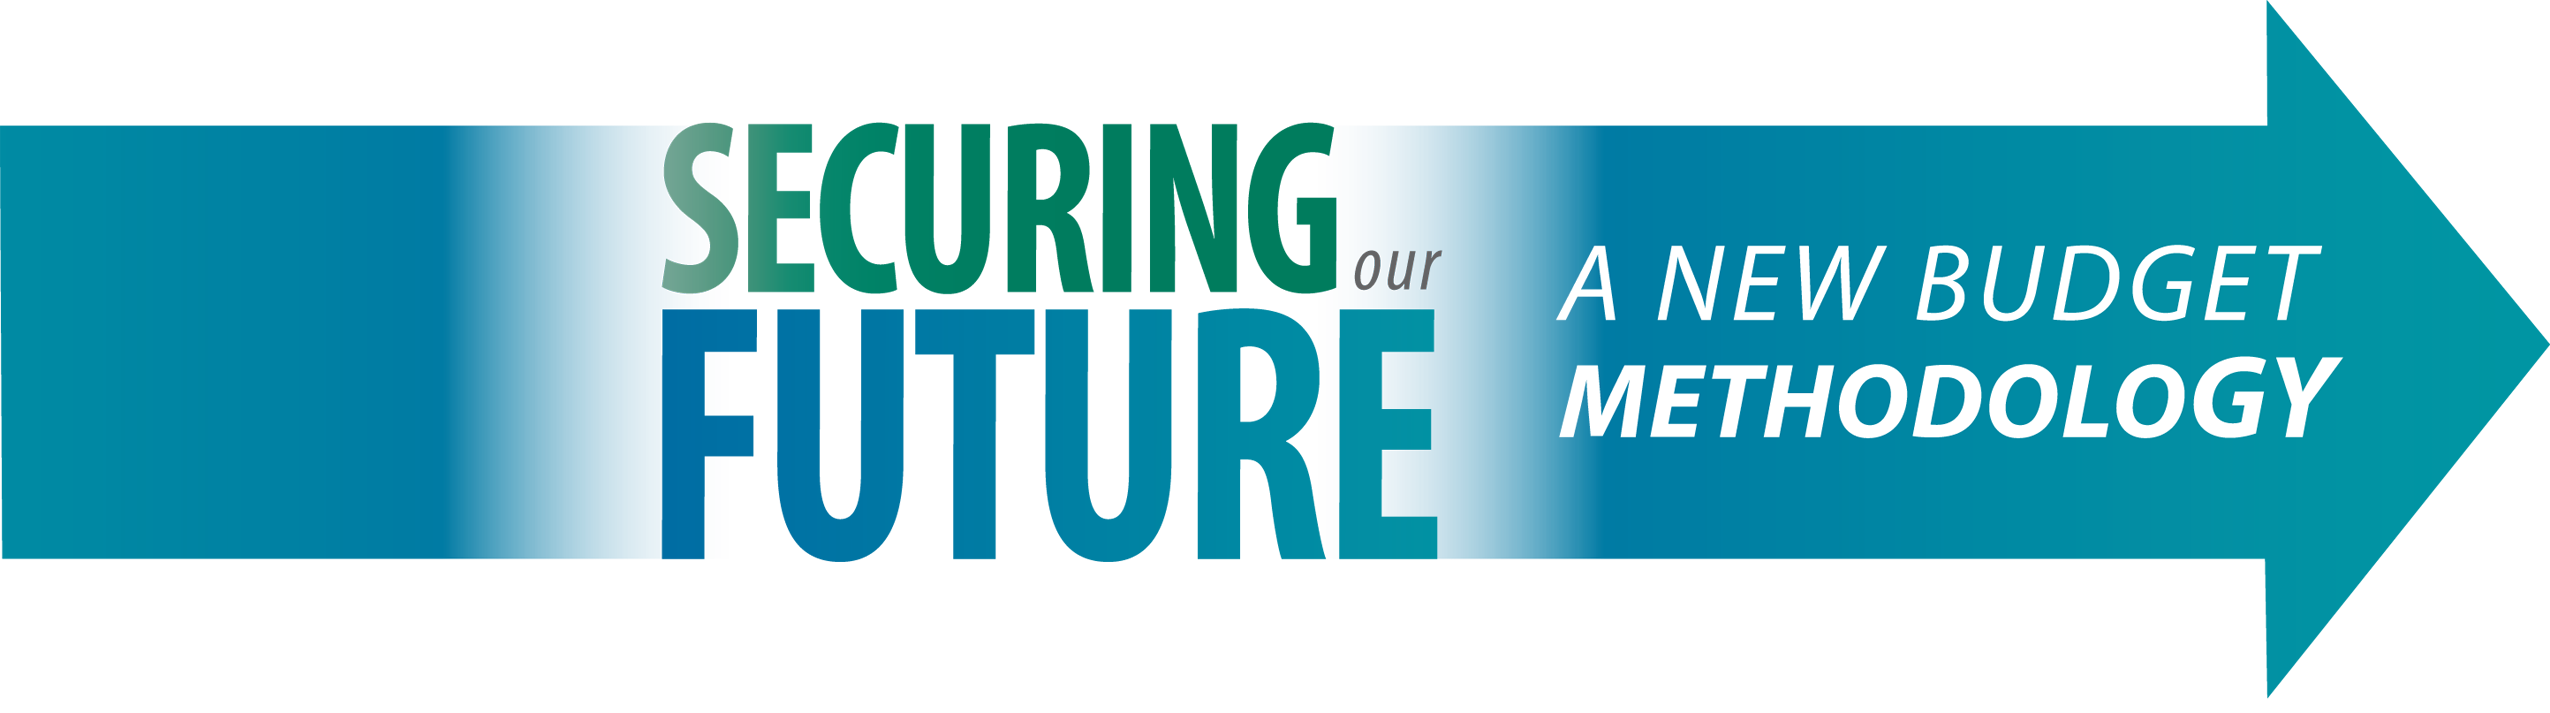 SECURING our
FUTURE
A NEW BUDGET
METHODOLOGY